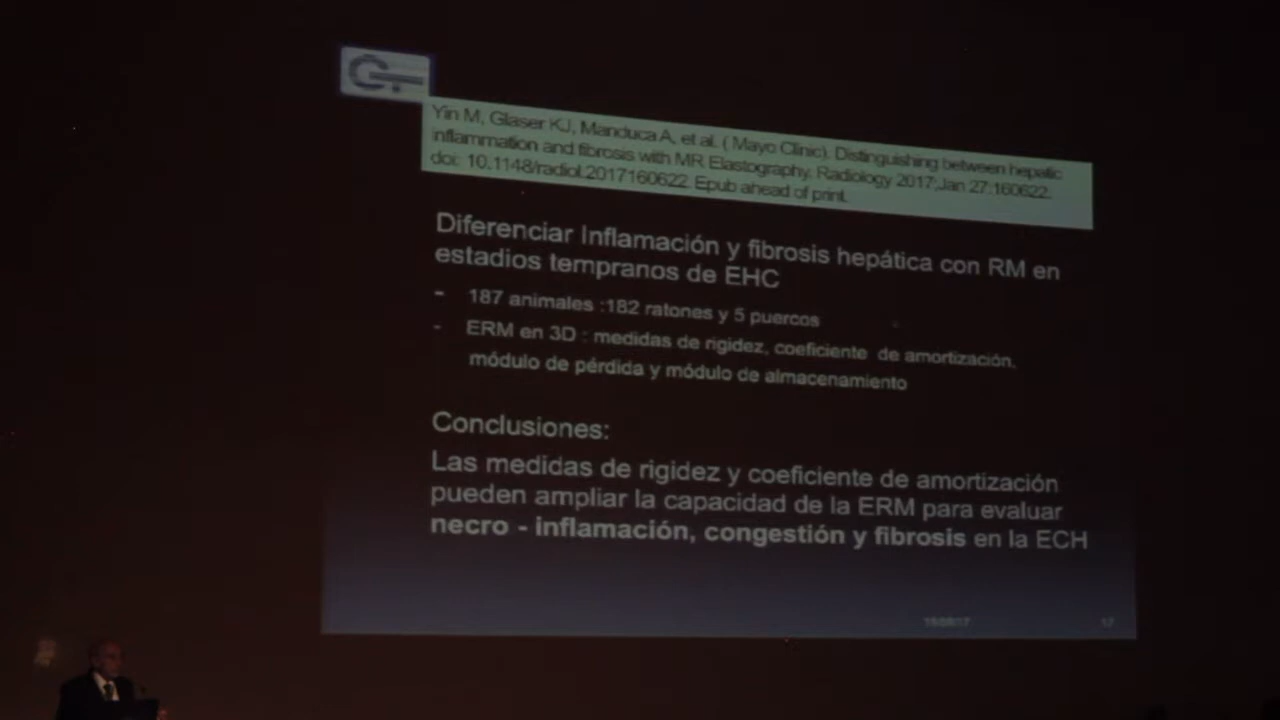 Yin M, Glaser KJ, Manduca A, et al. ( Mayo Clinic). Distinguishing between hepatic
inflammation and fibrosis with MR Elastography. Radiology 2017;Jan 27:160622.
doi: 10.1148/radiol.2017160622. Epub ahead of print.
Diferenciar Inflamación y fibrosis hepática con RM en
estadios tempranos de EHC
- 187 animales :182 ratones y 5 puercos
- ERM en 3D : medidas de rigidez, coeficiente de amortización,
módulo de pérdida y módulo de almacenamiento
Conclusiones:
Las medidas de rigidez y coeficiente de amortización
pueden ampliar la capacidad de la ERM para evaluar
necro - inflamación, congestión y fibrosis en la ECH
17